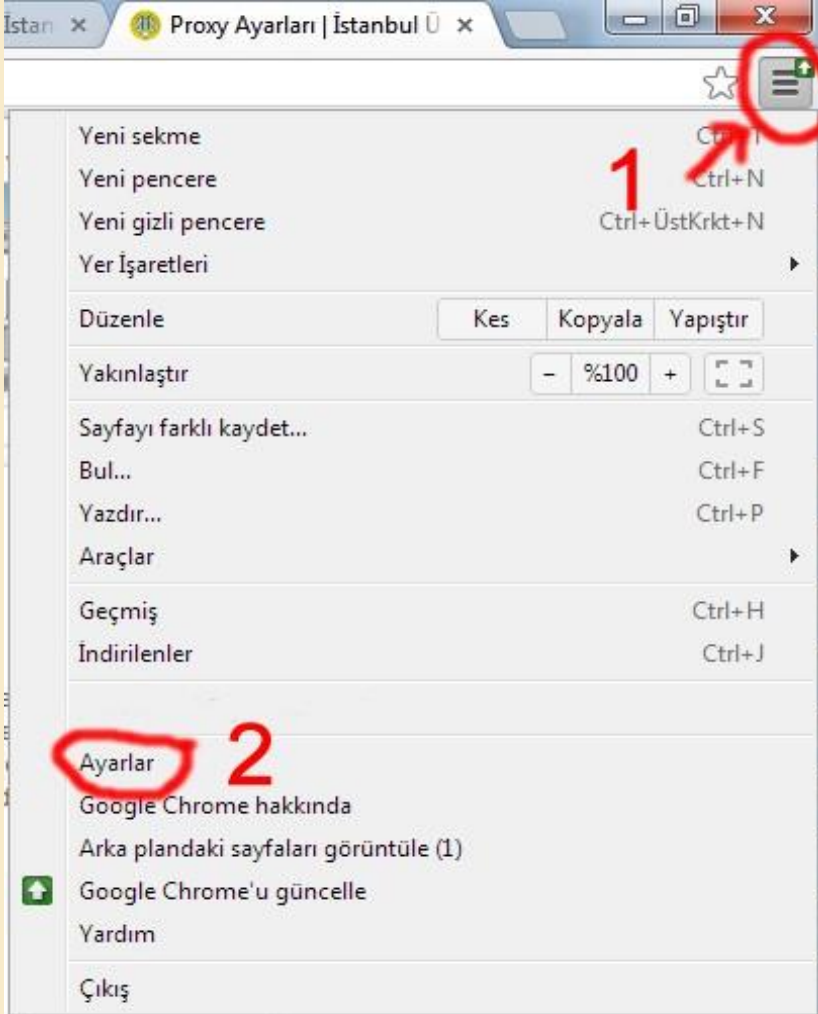 İstan
Proxy Ayarları | İstanbul Ü
1
Yeni sekme Ctrl+T
Yeni pencere Ctrl+N
Yeni gizli pencere Ctrl+ÜstKrkt+N
Yer İşaretleri
Düzenle Kes Kopyala Yapıştır
Yakınlaştır - %100 +
Sayfayı farklı kaydet... Ctrl+S
Bul... Ctrl+F
Yazdır... Ctrl+P
Araçlar
Geçmiş Ctrl+H
İndirilenler Ctrl+J
Ayarlar 2
Google Chrome hakkında
Arka plandaki sayfaları görüntüle (1)
Google Chrome'u güncelle
Yardım
Çıkış